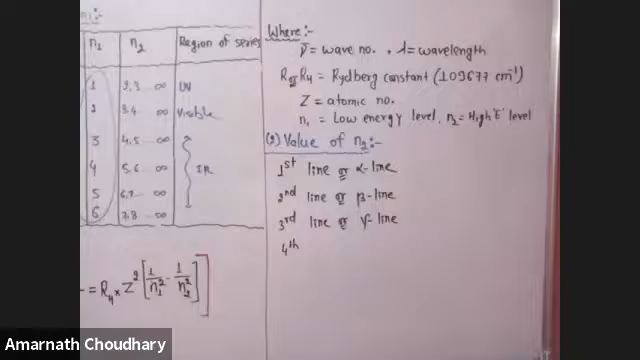 n1 n2 Region of series
1 2,3 ... ∞ UV
2 3,4 ... ∞ Visible
3 4,5 ... ∞
4 5,6 ... ∞ IR
5 6,7 ... ∞
6 7,8 ... ∞
= RH × Z² [1/n1² - 1/n2²]
Where:-
ν̄ = wave no. , λ = wavelength
R or RH = Rydberg constant (109677 cm⁻¹)
Z = atomic no.
n1 = Low energy level, n2 = High 'E' level
(2) Value of n2:-
1st line or α-line
2nd line or β-line
3rd line or γ-line
4th
Amarnath Choudhary